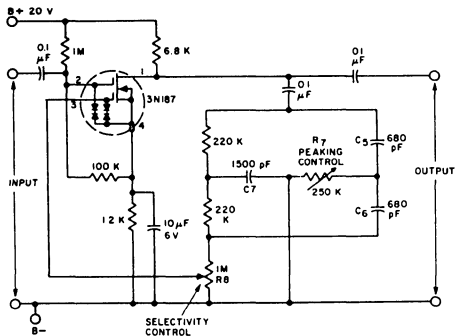 B+ 20 V
0.1 μF
1M
6.8 K
1
2
3
3N187
4
01 μF
01 μF
220 K
R7 PEAKING CONTROL
C5
680 pF
1500 pF
C7
250 K
INPUT
OUTPUT
100 K
220 K
C6
680 pF
12 K
10μF
6V
1M
R8
SELECTIVITY CONTROL
B-